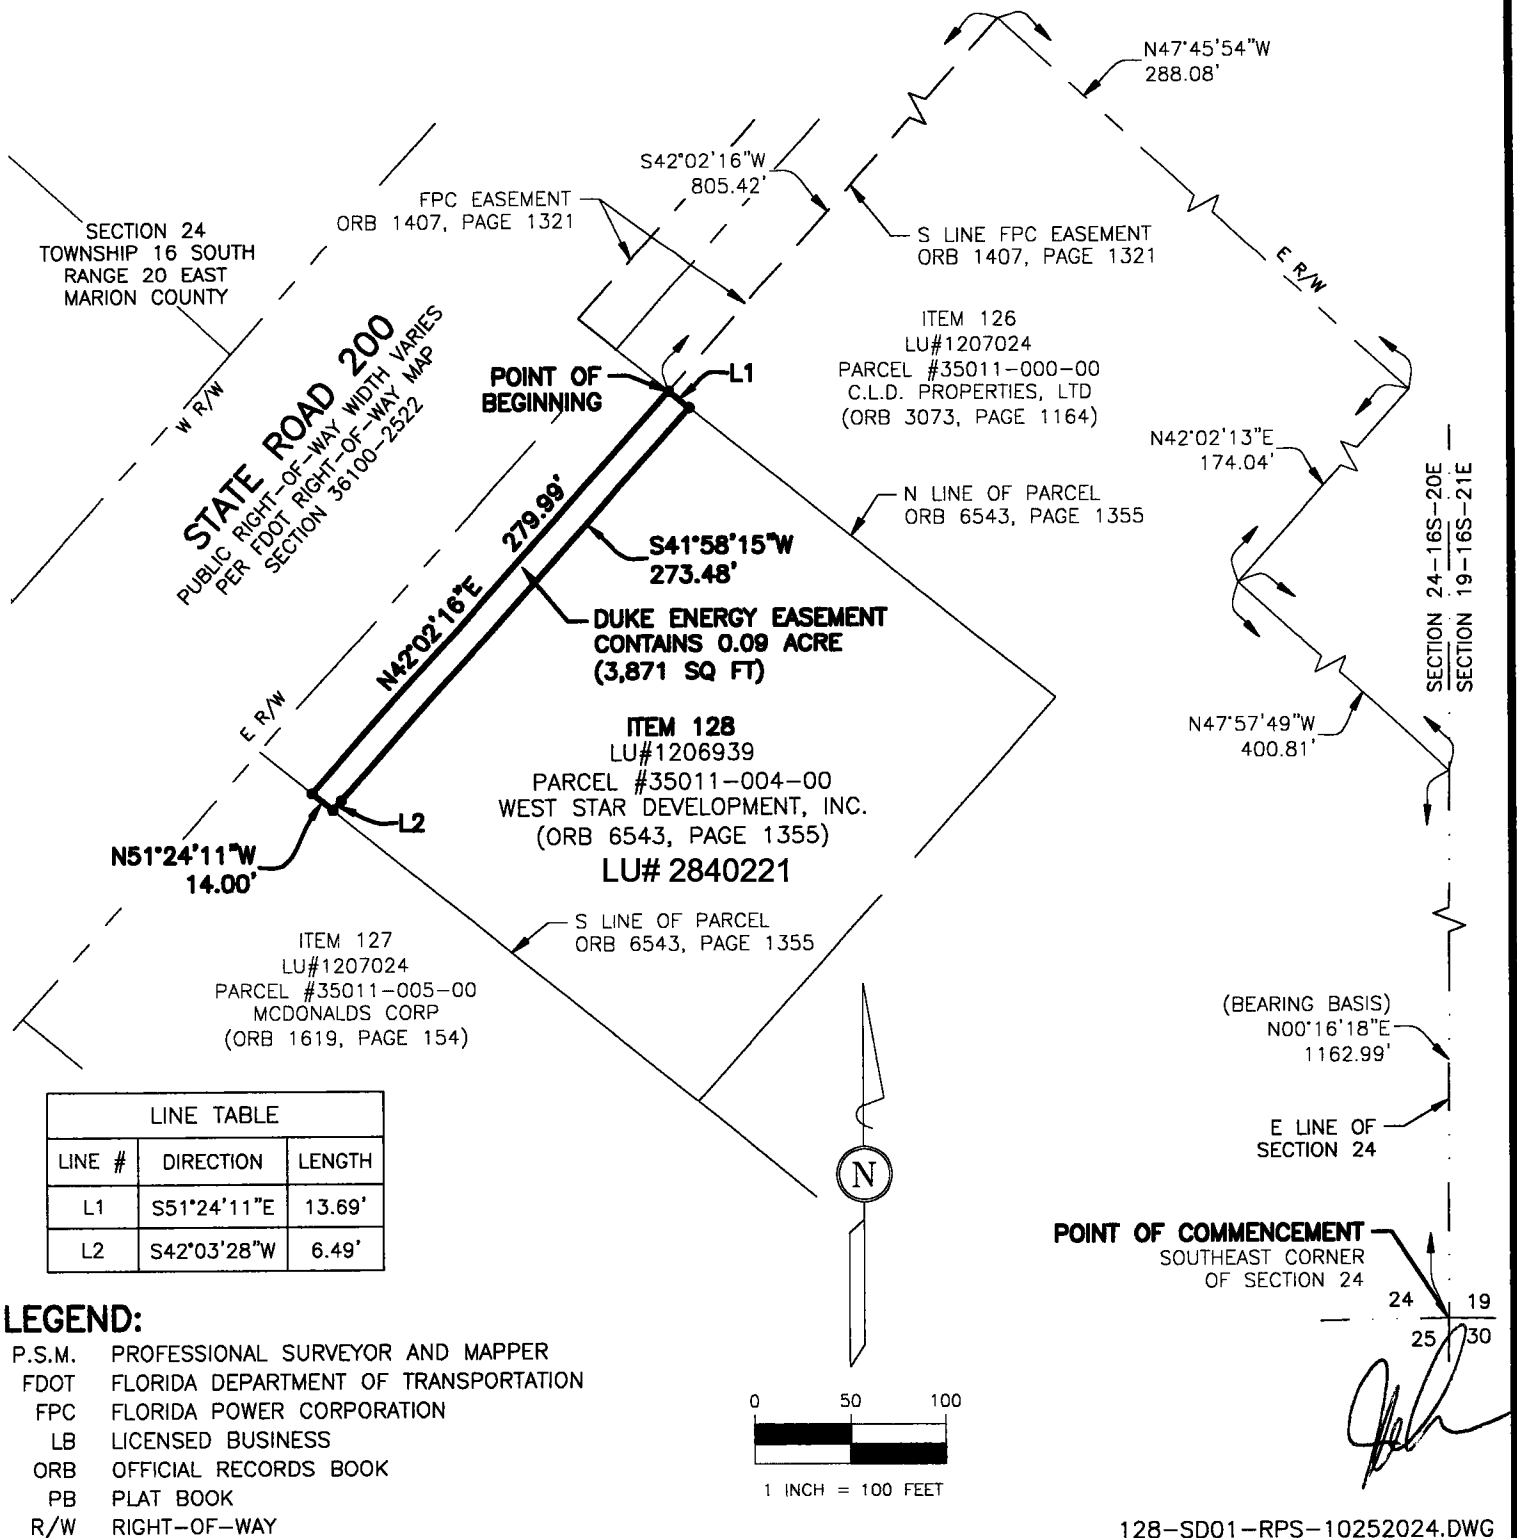 N47°45'54"W
288.08'
S42°02'16"W
805.42'
FPC EASEMENT
ORB 1407, PAGE 1321
SECTION 24
TOWNSHIP 16 SOUTH
RANGE 20 EAST
MARION COUNTY
S LINE FPC EASEMENT
ORB 1407, PAGE 1321
E R/W
W R/W
STATE ROAD 200
PUBLIC RIGHT-OF-WAY WIDTH VARIES
PER FDOT RIGHT-OF-WAY MAP
SECTION 36100-2522
POINT OF
BEGINNING
L1
ITEM 126
LU#1207024
PARCEL #35011-000-00
C.L.D. PROPERTIES, LTD
(ORB 3073, PAGE 1164)
N42°02'13"E
174.04'
N LINE OF PARCEL
ORB 6543, PAGE 1355
SECTION 24-16S-20E
SECTION 19-16S-21E
279.99'
N42°02'16"E
S41°58'15"W
273.48'
DUKE ENERGY EASEMENT
CONTAINS 0.09 ACRE
(3,871 SQ FT)
E R/W
ITEM 128
LU#1206939
PARCEL #35011-004-00
WEST STAR DEVELOPMENT, INC.
(ORB 6543, PAGE 1355)
LU# 2840221
N47°57'49"W
400.81'
L2
N51°24'11"W
14.00'
S LINE OF PARCEL
ORB 6543, PAGE 1355
ITEM 127
LU#1207024
PARCEL #35011-005-00
MCDONALDS CORP
(ORB 1619, PAGE 154)
(BEARING BASIS)
N00°16'18"E
1162.99'
E LINE OF
SECTION 24
LINE TABLE
LINE # DIRECTION LENGTH
L1 S51°24'11"E 13.69'
L2 S42°03'28"W 6.49'
N
POINT OF COMMENCEMENT
SOUTHEAST CORNER
OF SECTION 24
24 19
25 30
LEGEND:
P.S.M. PROFESSIONAL SURVEYOR AND MAPPER
FDOT FLORIDA DEPARTMENT OF TRANSPORTATION
FPC FLORIDA POWER CORPORATION
LB LICENSED BUSINESS
ORB OFFICIAL RECORDS BOOK
PB PLAT BOOK
R/W RIGHT-OF-WAY
0 50 100
1 INCH = 100 FEET
128-SD01-RPS-10252024.DWG